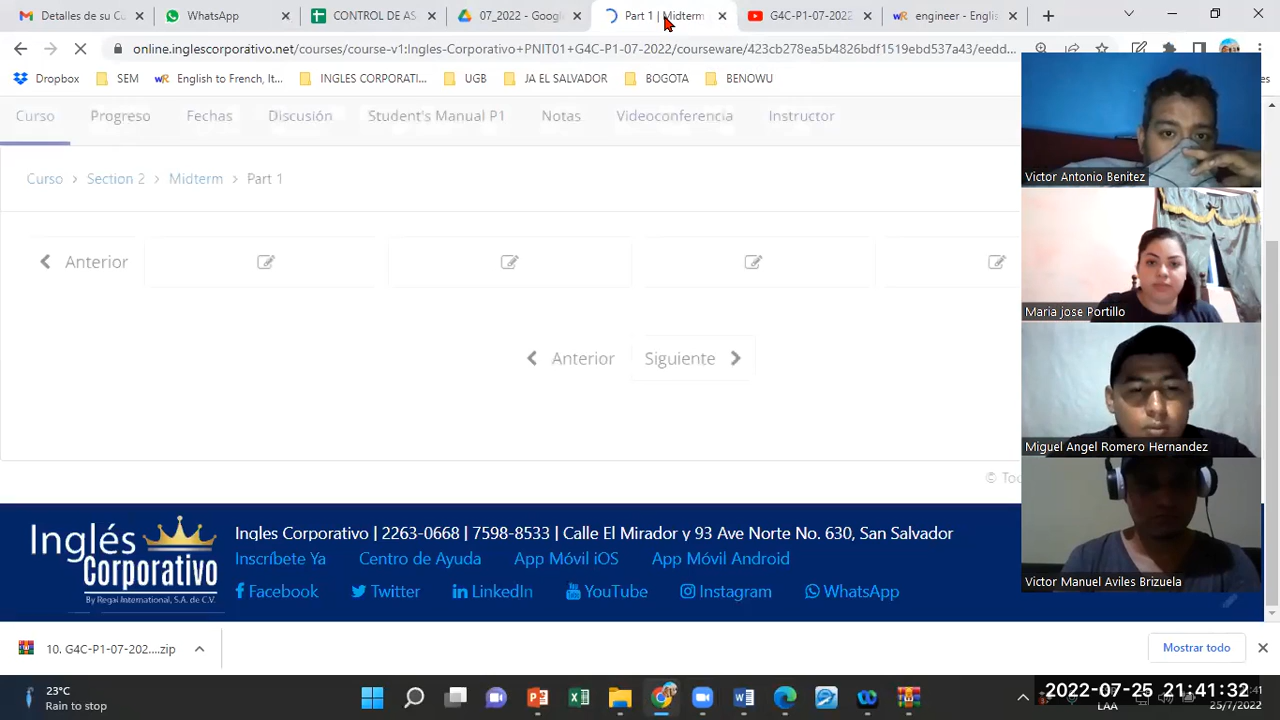 Detalles de su C
WhatsApp
CONTROL DE AS
07_2022 - Google
Part 1 | Midterm
G4C-P1-07-2022
engineer - Englis
online.inglescorporativo.net/courses/course-v1:Ingles-Corporativo+PNIT01+G4C-P1-07-2022/courseware/423cb278ea5b4826bdf1519ebd537a43/eedd...
Dropbox
SEM
English to French, It...
INGLES CORPORATI...
UGB
JA EL SALVADOR
BOGOTA
BENOWU
Curso
Progreso
Fechas
Discusión
Student's Manual P1
Notas
Videoconferencia
Instructor
Curso > Section 2 > Midterm > Part 1
Anterior
Anterior
Siguiente
© Too
Inglés Corporativo
By Regai International, S.A. de C.V.
Ingles Corporativo | 2263-0668 | 7598-8533 | Calle El Mirador y 93 Ave Norte No. 630, San Salvador
Inscríbete Ya
Centro de Ayuda
App Móvil iOS
App Móvil Android
Facebook
Twitter
LinkedIn
YouTube
Instagram
WhatsApp
Victor Antonio Benitez
Maria jose Portillo
Miguel Angel Romero Hernandez
Victor Manuel Aviles Brizuela
10. G4C-P1-07-202....zip
Mostrar todo
23°C
Rain to stop
2022-07-25 21:41:32
LAA
25/7/2022